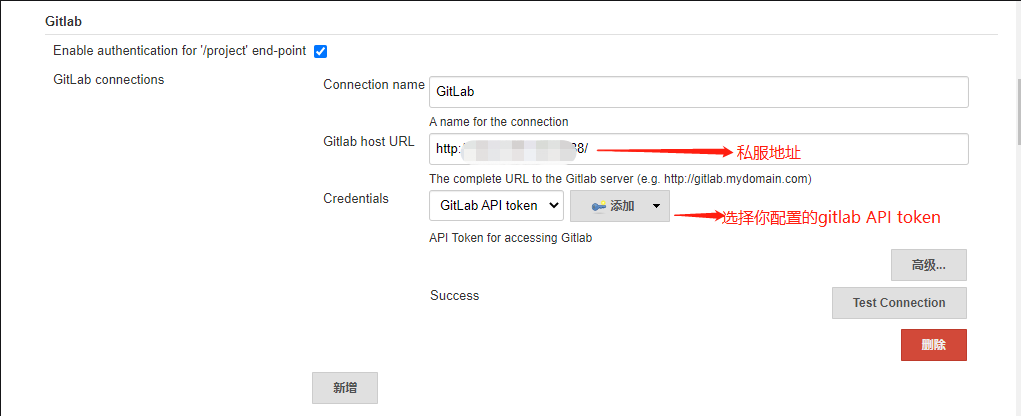 Gitlab
Enable authentication for '/project' end-point
GitLab connections
Connection name
GitLab
A name for the connection
Gitlab host URL
http: 38/
私服地址
The complete URL to the Gitlab server (e.g. http://gitlab.mydomain.com)
Credentials
GitLab API token
添加
选择你配置的gitlab API token
API Token for accessing Gitlab
高级...
Success
Test Connection
删除
新增